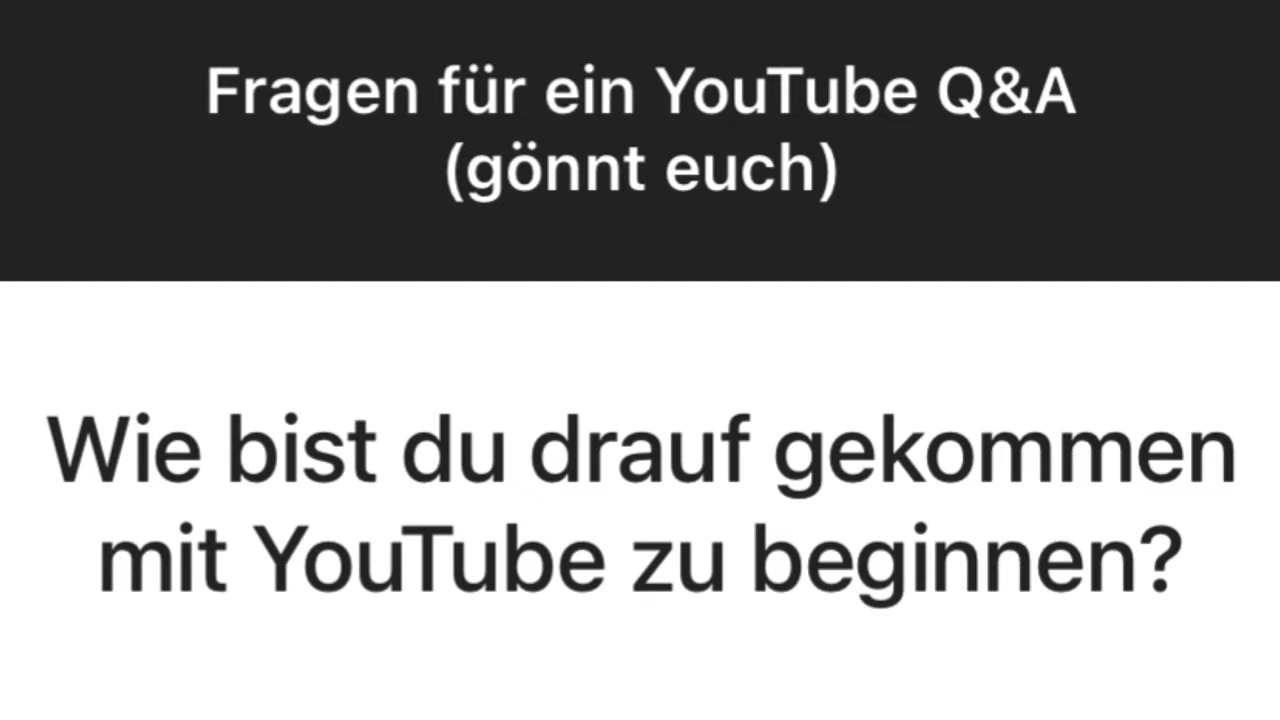 Fragen für ein YouTube Q&A
(gönnt euch)
Wie bist du drauf gekommen
mit YouTube zu beginnen?